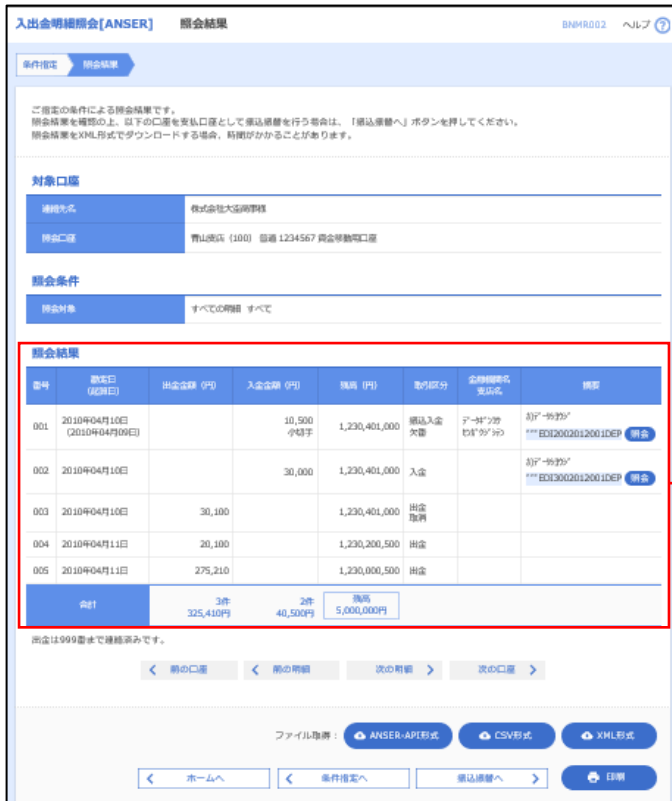 入出金明細照会[ANSER] 照会結果 BNMR002 ヘルプ ?
条件指定 照会結果
ご指定の条件による照会結果です。
照会結果を確認の上、以下の口座を支払口座として振込振替を行う場合は、「振込振替へ」ボタンを押してください。
照会結果をXML形式でダウンロードする場合、時間がかかることがあります。
対象口座
連絡先名 株式会社大空商事様
照会口座 青山支店 (100) 普通 1234567 資金移動用口座
照会条件
照会対象 すべての明細 すべて
照会結果
番号 勘定日 (起算日) 出金金額 (円) 入金金額 (円) 残高 (円) 取引区分 金融機関名 支店名 摘要
001 2010年04月10日 10,500 1,230,401,000 振込入金
(2010年04月09日) 小切手 欠番 ***EDI2002012001DEP 照会
002 2010年04月10日 30,000 1,230,401,000 入金 ***EDI3002012001DEP 照会
003 2010年04月10日 30,100 1,230,401,000 出金 取消
004 2010年04月11日 20,100 1,230,200,500 出金
005 2010年04月11日 275,210 1,230,000,500 出金
合計 3件 2件 残高
325,410円 40,500円 5,000,000円
出金は999番まで連絡済みです。
前の口座 前の明細 次の明細 次の口座
ファイル取得： ANSER-API形式 CSV形式 XML形式
ホームへ 条件指定へ 振込振替へ 印刷